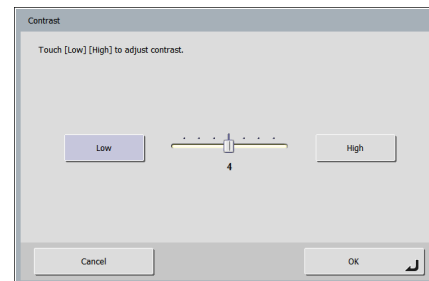 Contrast
Touch [Low] [High] to adjust contrast.
Low
High
4
Cancel
OK